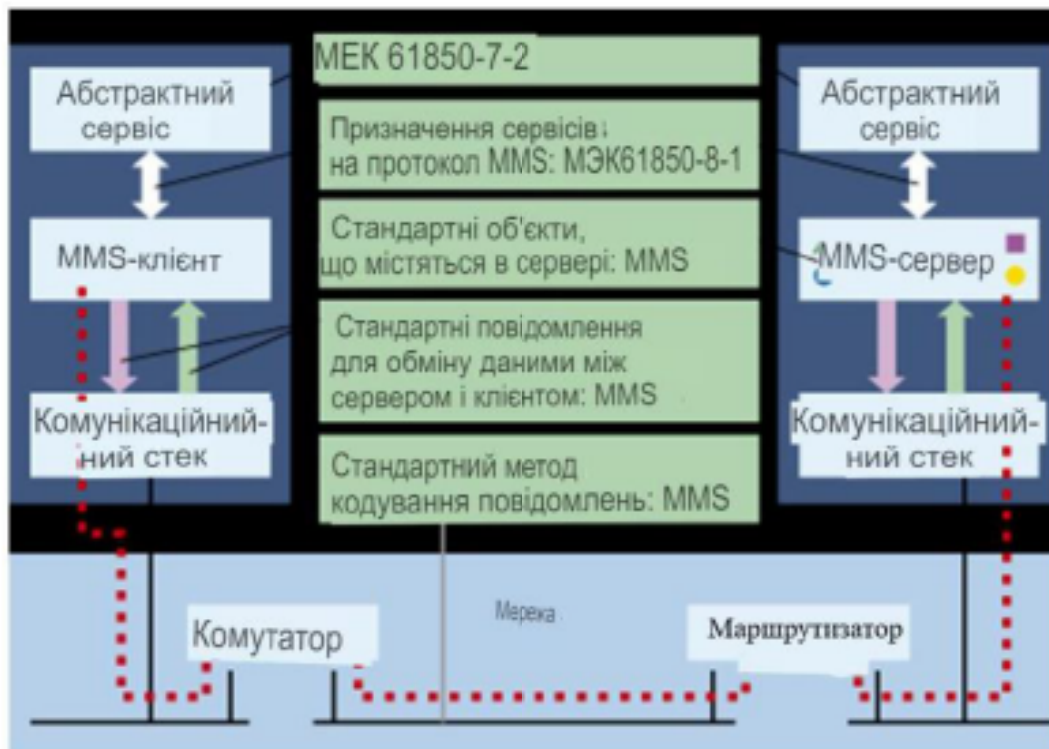 МЕК 61850-7-2
Абстрактний
сервіс
Призначення сервісів
на протокол MMS: МЭК61850-8-1
Абстрактний
сервіс
MMS-клієнт
Стандартні об'єкти,
що містяться в сервері: MMS
MMS-сервер
Стандартні повідомлення
для обміну даними між
сервером і клієнтом: MMS
Комунікаційний-
ний стек
Стандартний метод
кодування повідомлень: MMS
Комунікаційний-
ний стек
Мережа
Комутатор
Маршрутизатор